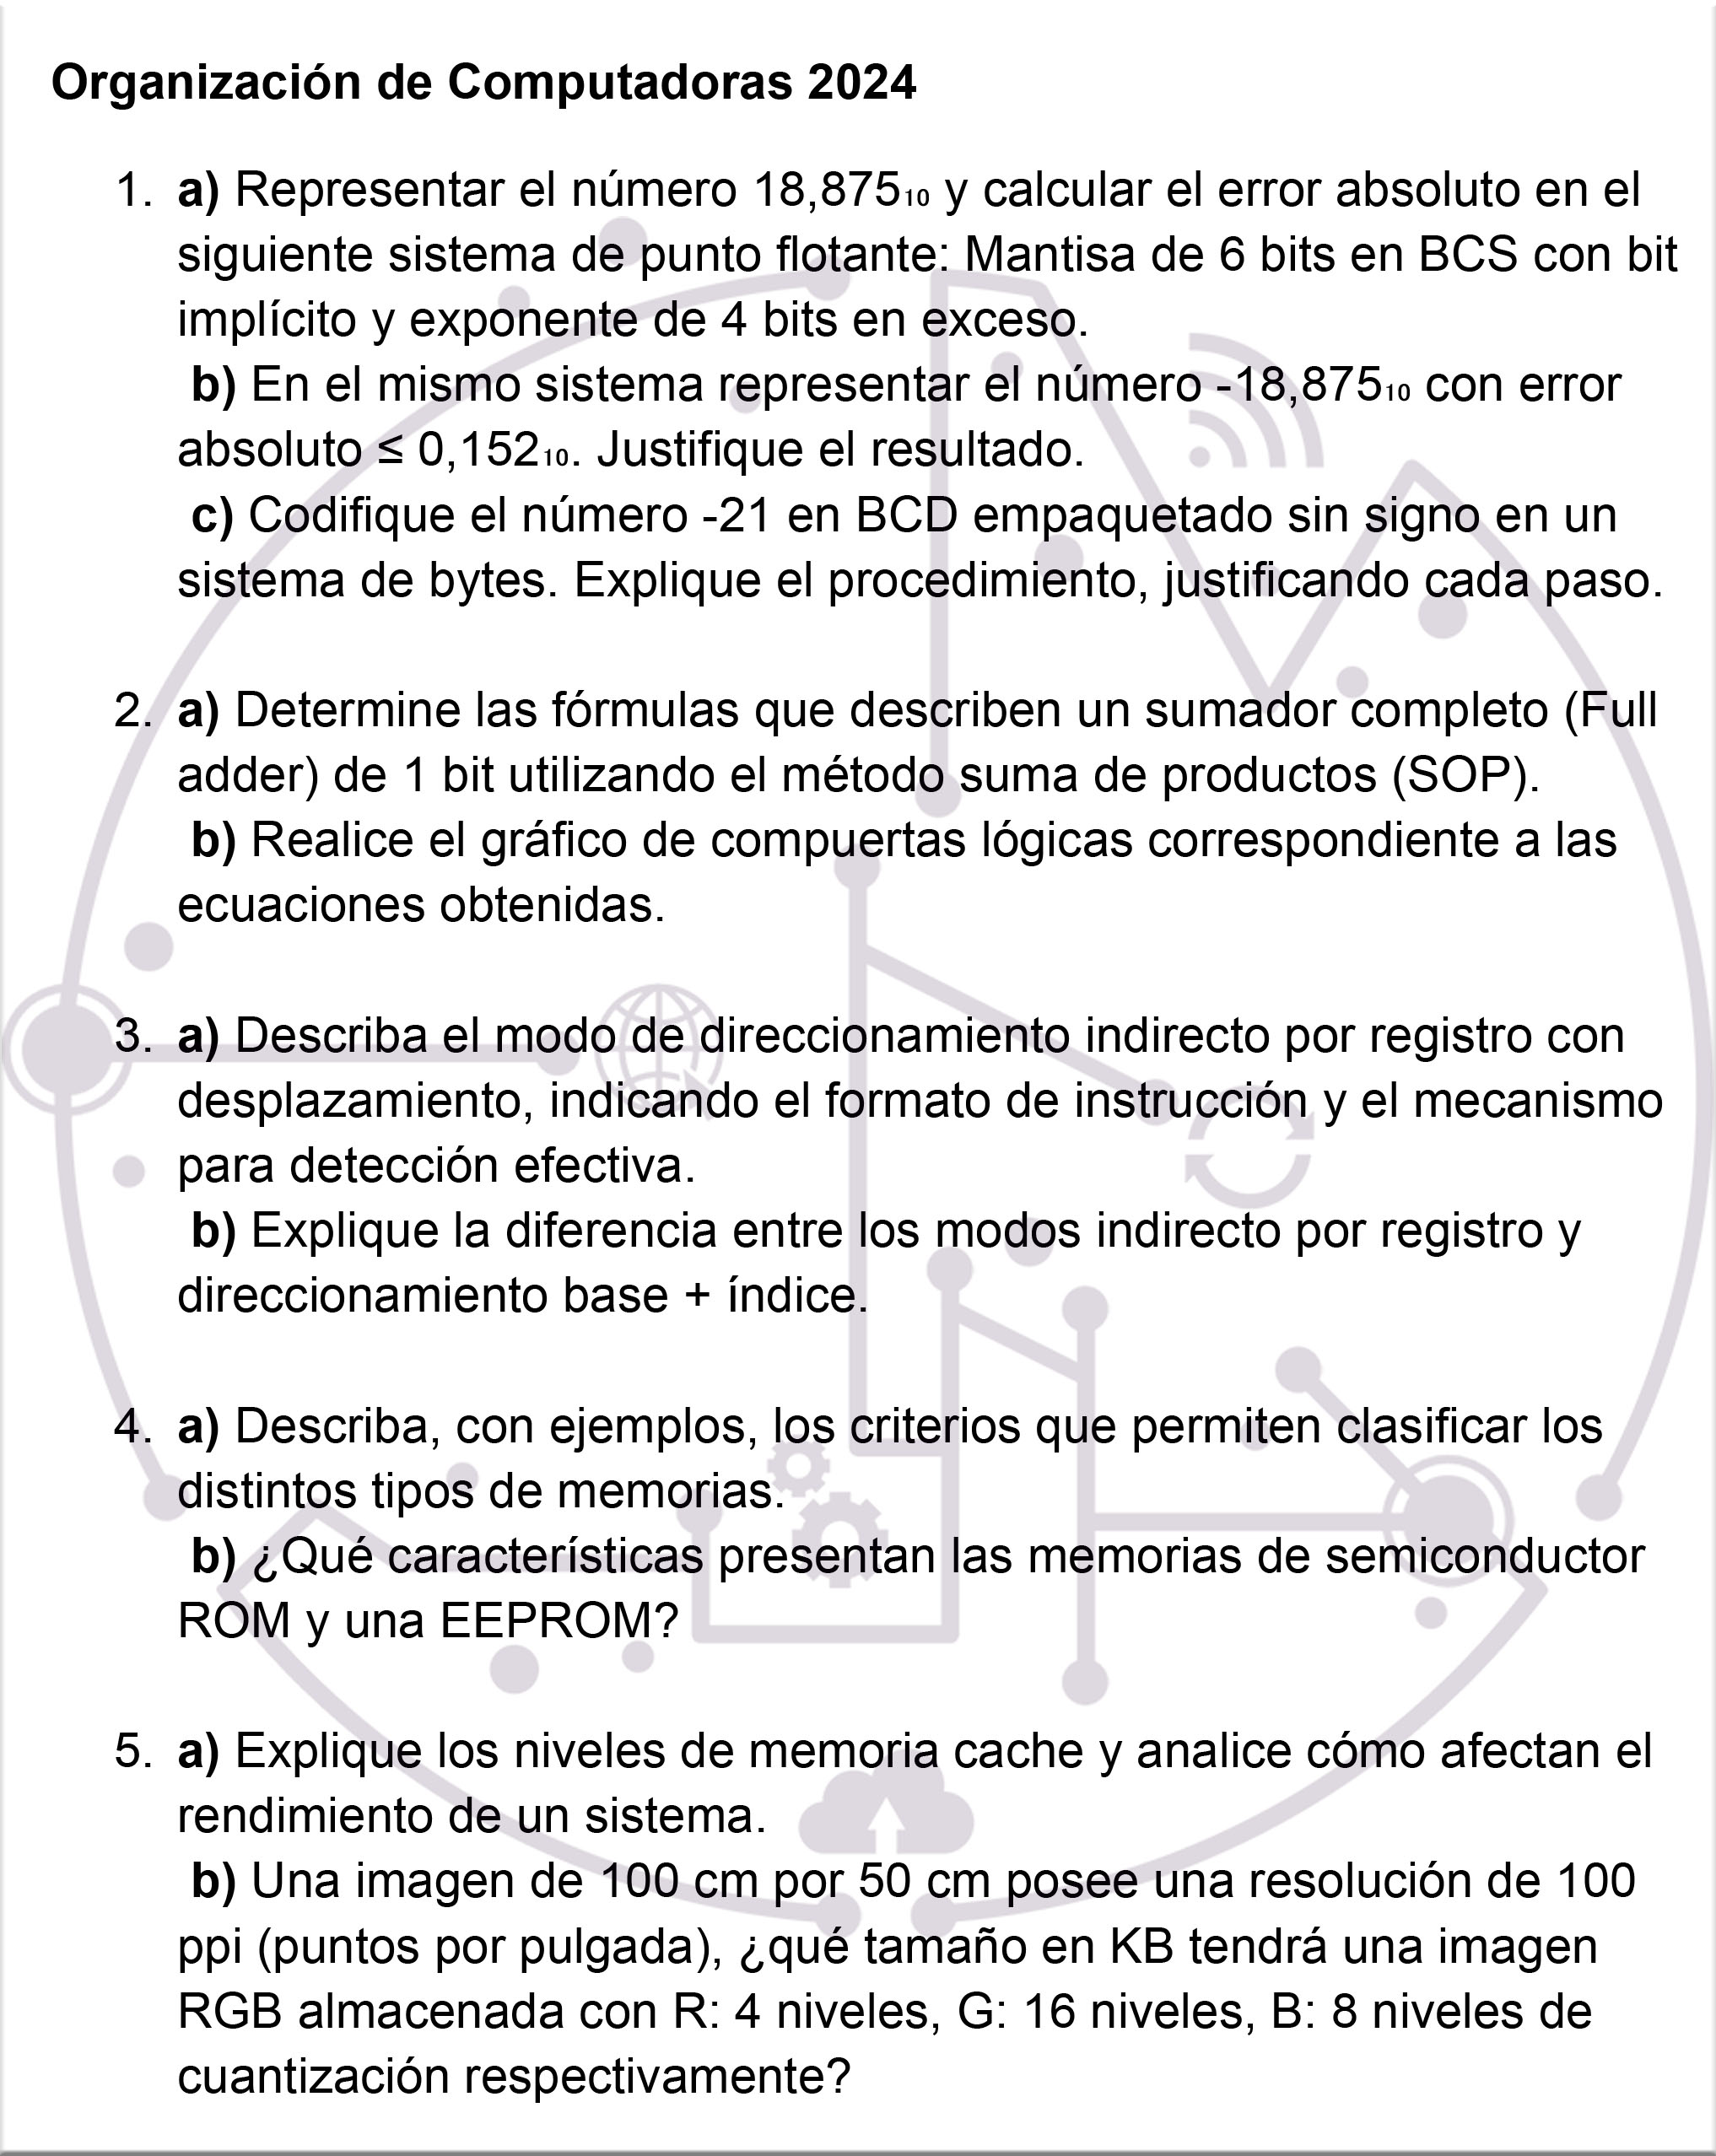 Organización de Computadoras 2024
1. a) Representar el número 18,875₁₀ y calcular el error absoluto en el
siguiente sistema de punto flotante: Mantisa de 6 bits en BCS con bit
implícito y exponente de 4 bits en exceso.
b) En el mismo sistema representar el número -18,875₁₀ con error
absoluto ≤ 0,152₁₀. Justifique el resultado.
c) Codifique el número -21 en BCD empaquetado sin signo en un
sistema de bytes. Explique el procedimiento, justificando cada paso.
2. a) Determine las fórmulas que describen un sumador completo (Full
adder) de 1 bit utilizando el método suma de productos (SOP).
b) Realice el gráfico de compuertas lógicas correspondiente a las
ecuaciones obtenidas.
3. a) Describa el modo de direccionamiento indirecto por registro con
desplazamiento, indicando el formato de instrucción y el mecanismo
para detección efectiva.
b) Explique la diferencia entre los modos indirecto por registro y
direccionamiento base + índice.
4. a) Describa, con ejemplos, los criterios que permiten clasificar los
distintos tipos de memorias.
b) ¿Qué características presentan las memorias de semiconductor
ROM y una EEPROM?
5. a) Explique los niveles de memoria cache y analice cómo afectan el
rendimiento de un sistema.
b) Una imagen de 100 cm por 50 cm posee una resolución de 100
ppi (puntos por pulgada), ¿qué tamaño en KB tendrá una imagen
RGB almacenada con R: 4 niveles, G: 16 niveles, B: 8 niveles de
cuantización respectivamente?